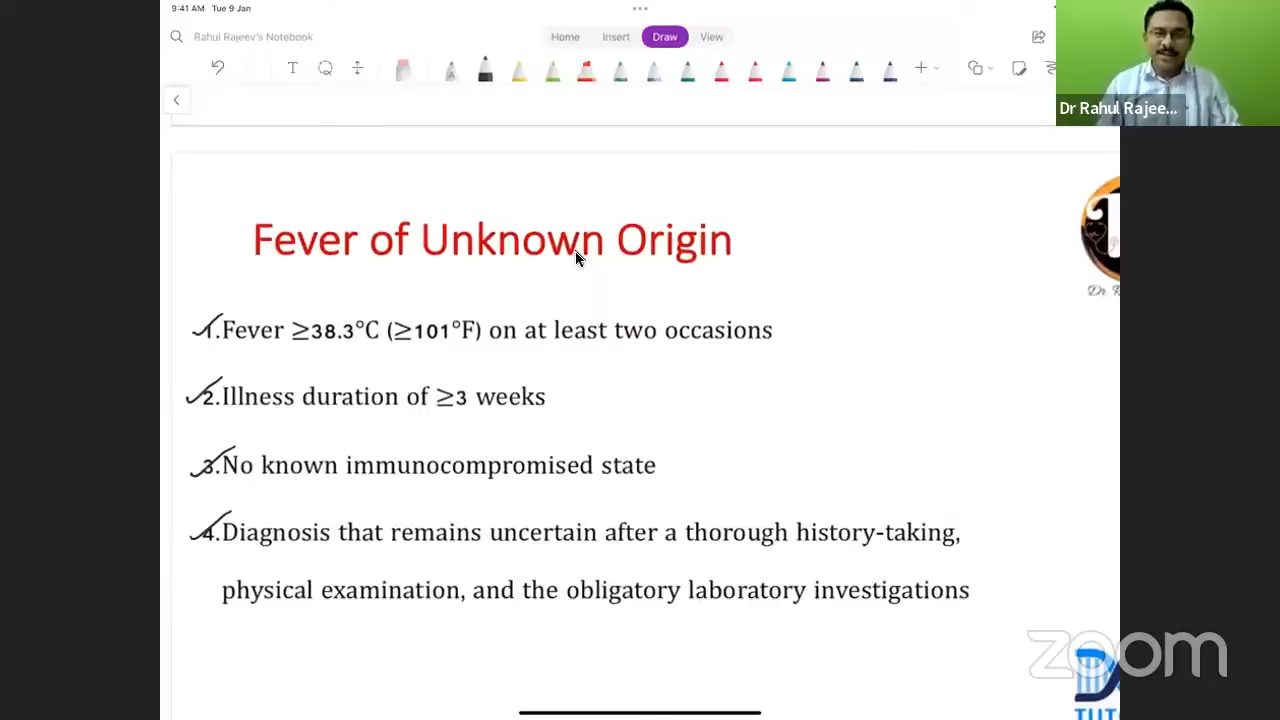 9:41 AM Tue 9 Jan
Rahul Rajeev's Notebook
Home Insert Draw View
Dr Rahul Rajee...
Fever of Unknown Origin
1.Fever ≥38.3°C (≥101°F) on at least two occasions
2.Illness duration of ≥3 weeks
3.No known immunocompromised state
4.Diagnosis that remains uncertain after a thorough history-taking,
physical examination, and the obligatory laboratory investigations
Dr
zoom
TUT